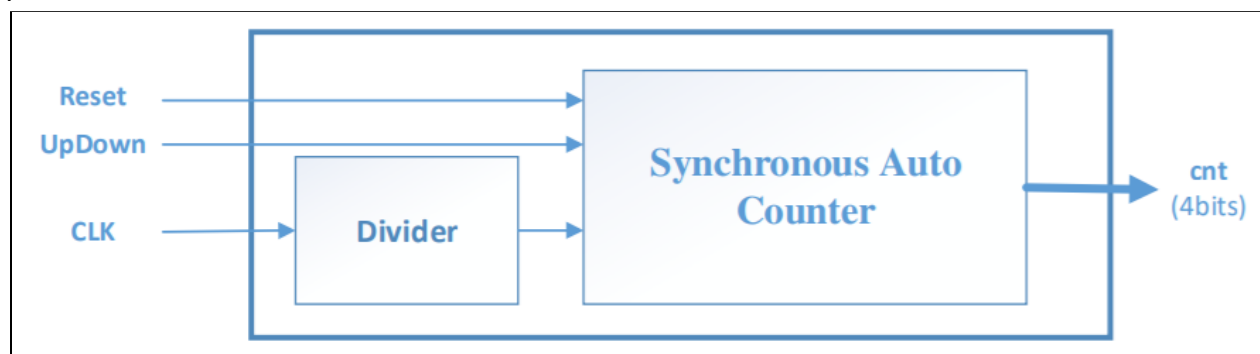 Reset
UpDown
CLK
Divider
Synchronous Auto
Counter
cnt
(4bits)